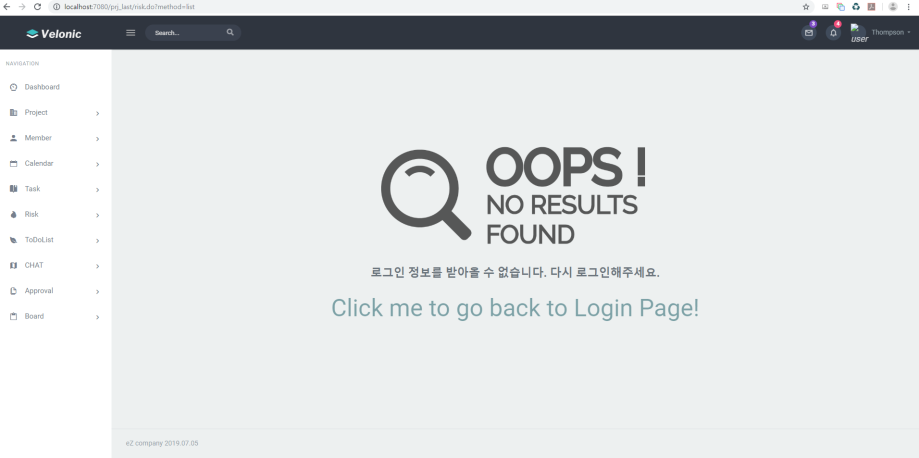 localhost:7080/prj_last/risk.do?method=list
Velonic
Search...
3
4
user
Thompson
NAVIGATION
Dashboard
Project
Member
Calendar
Task
Risk
ToDoList
CHAT
Approval
Board
OOPS !
NO RESULTS
FOUND
로그인 정보를 받아올 수 없습니다. 다시 로그인해주세요.
Click me to go back to Login Page!
eZ company 2019.07.05